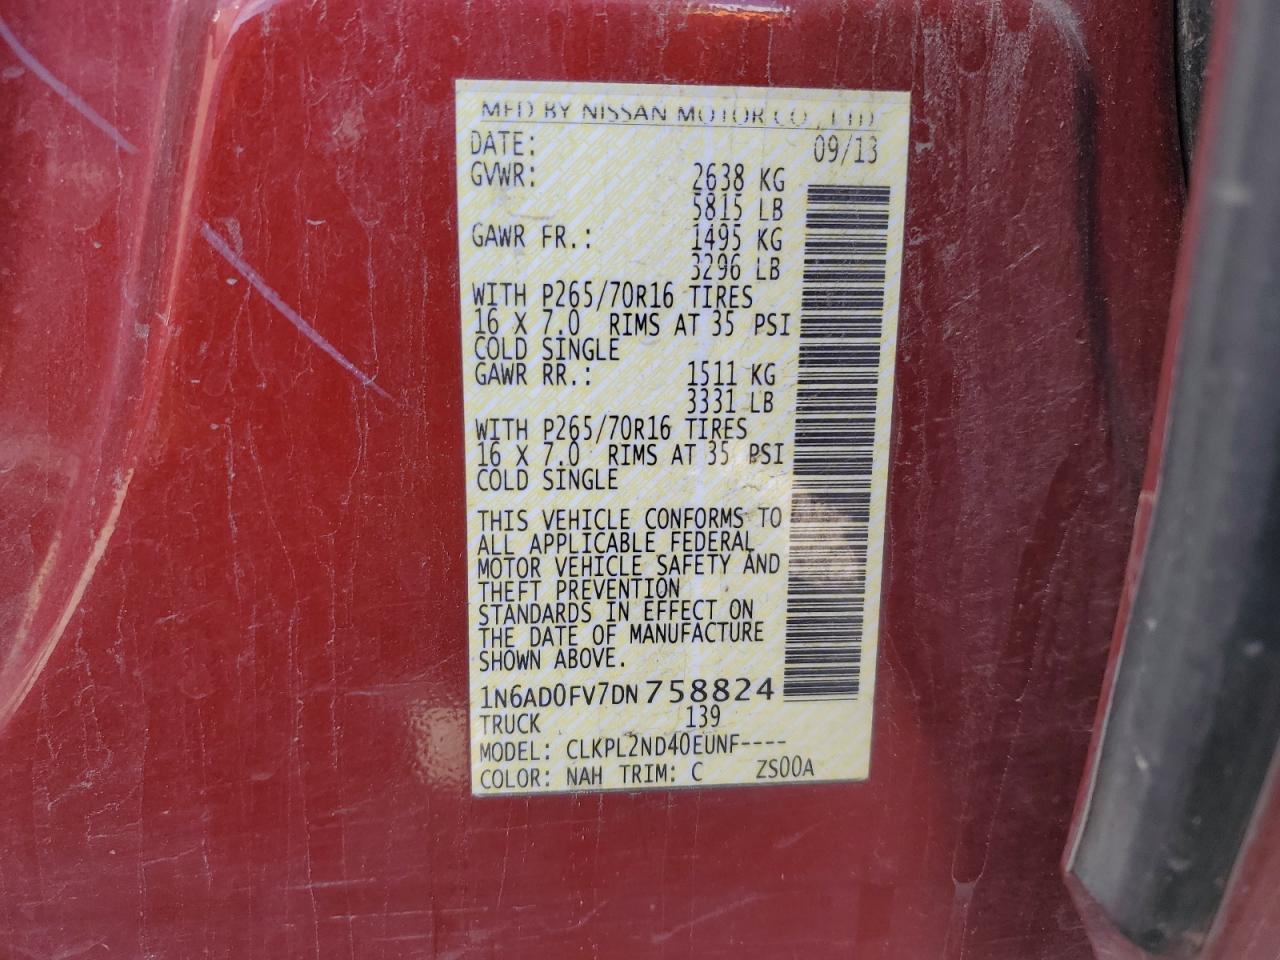 MFD BY NISSAN MOTOR CO., LTD.
DATE: 09/13
GVWR: 2638 KG
5815 LB
GAWR FR.: 1495 KG
3296 LB
WITH P265/70R16 TIRES
16 X 7.0 RIMS AT 35 PSI
COLD SINGLE
GAWR RR.: 1511 KG
3331 LB
WITH P265/70R16 TIRES
16 X 7.0 RIMS AT 35 PSI
COLD SINGLE
THIS VEHICLE CONFORMS TO
ALL APPLICABLE FEDERAL
MOTOR VEHICLE SAFETY AND
THEFT PREVENTION
STANDARDS IN EFFECT ON
THE DATE OF MANUFACTURE
SHOWN ABOVE.
1N6AD0FV7DN758824
TRUCK 139
MODEL: CLKPL2ND40EUNF----
COLOR: NAH TRIM: C ZS00A